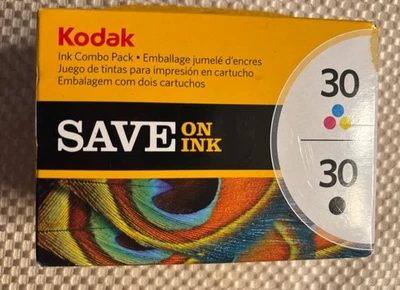 Kodak
Ink Combo Pack • Emballage jumelé d'encres
Juego de tintas para impresión en cartucho
Embalagem com dois cartuchos
30
SAVE ON INK
30